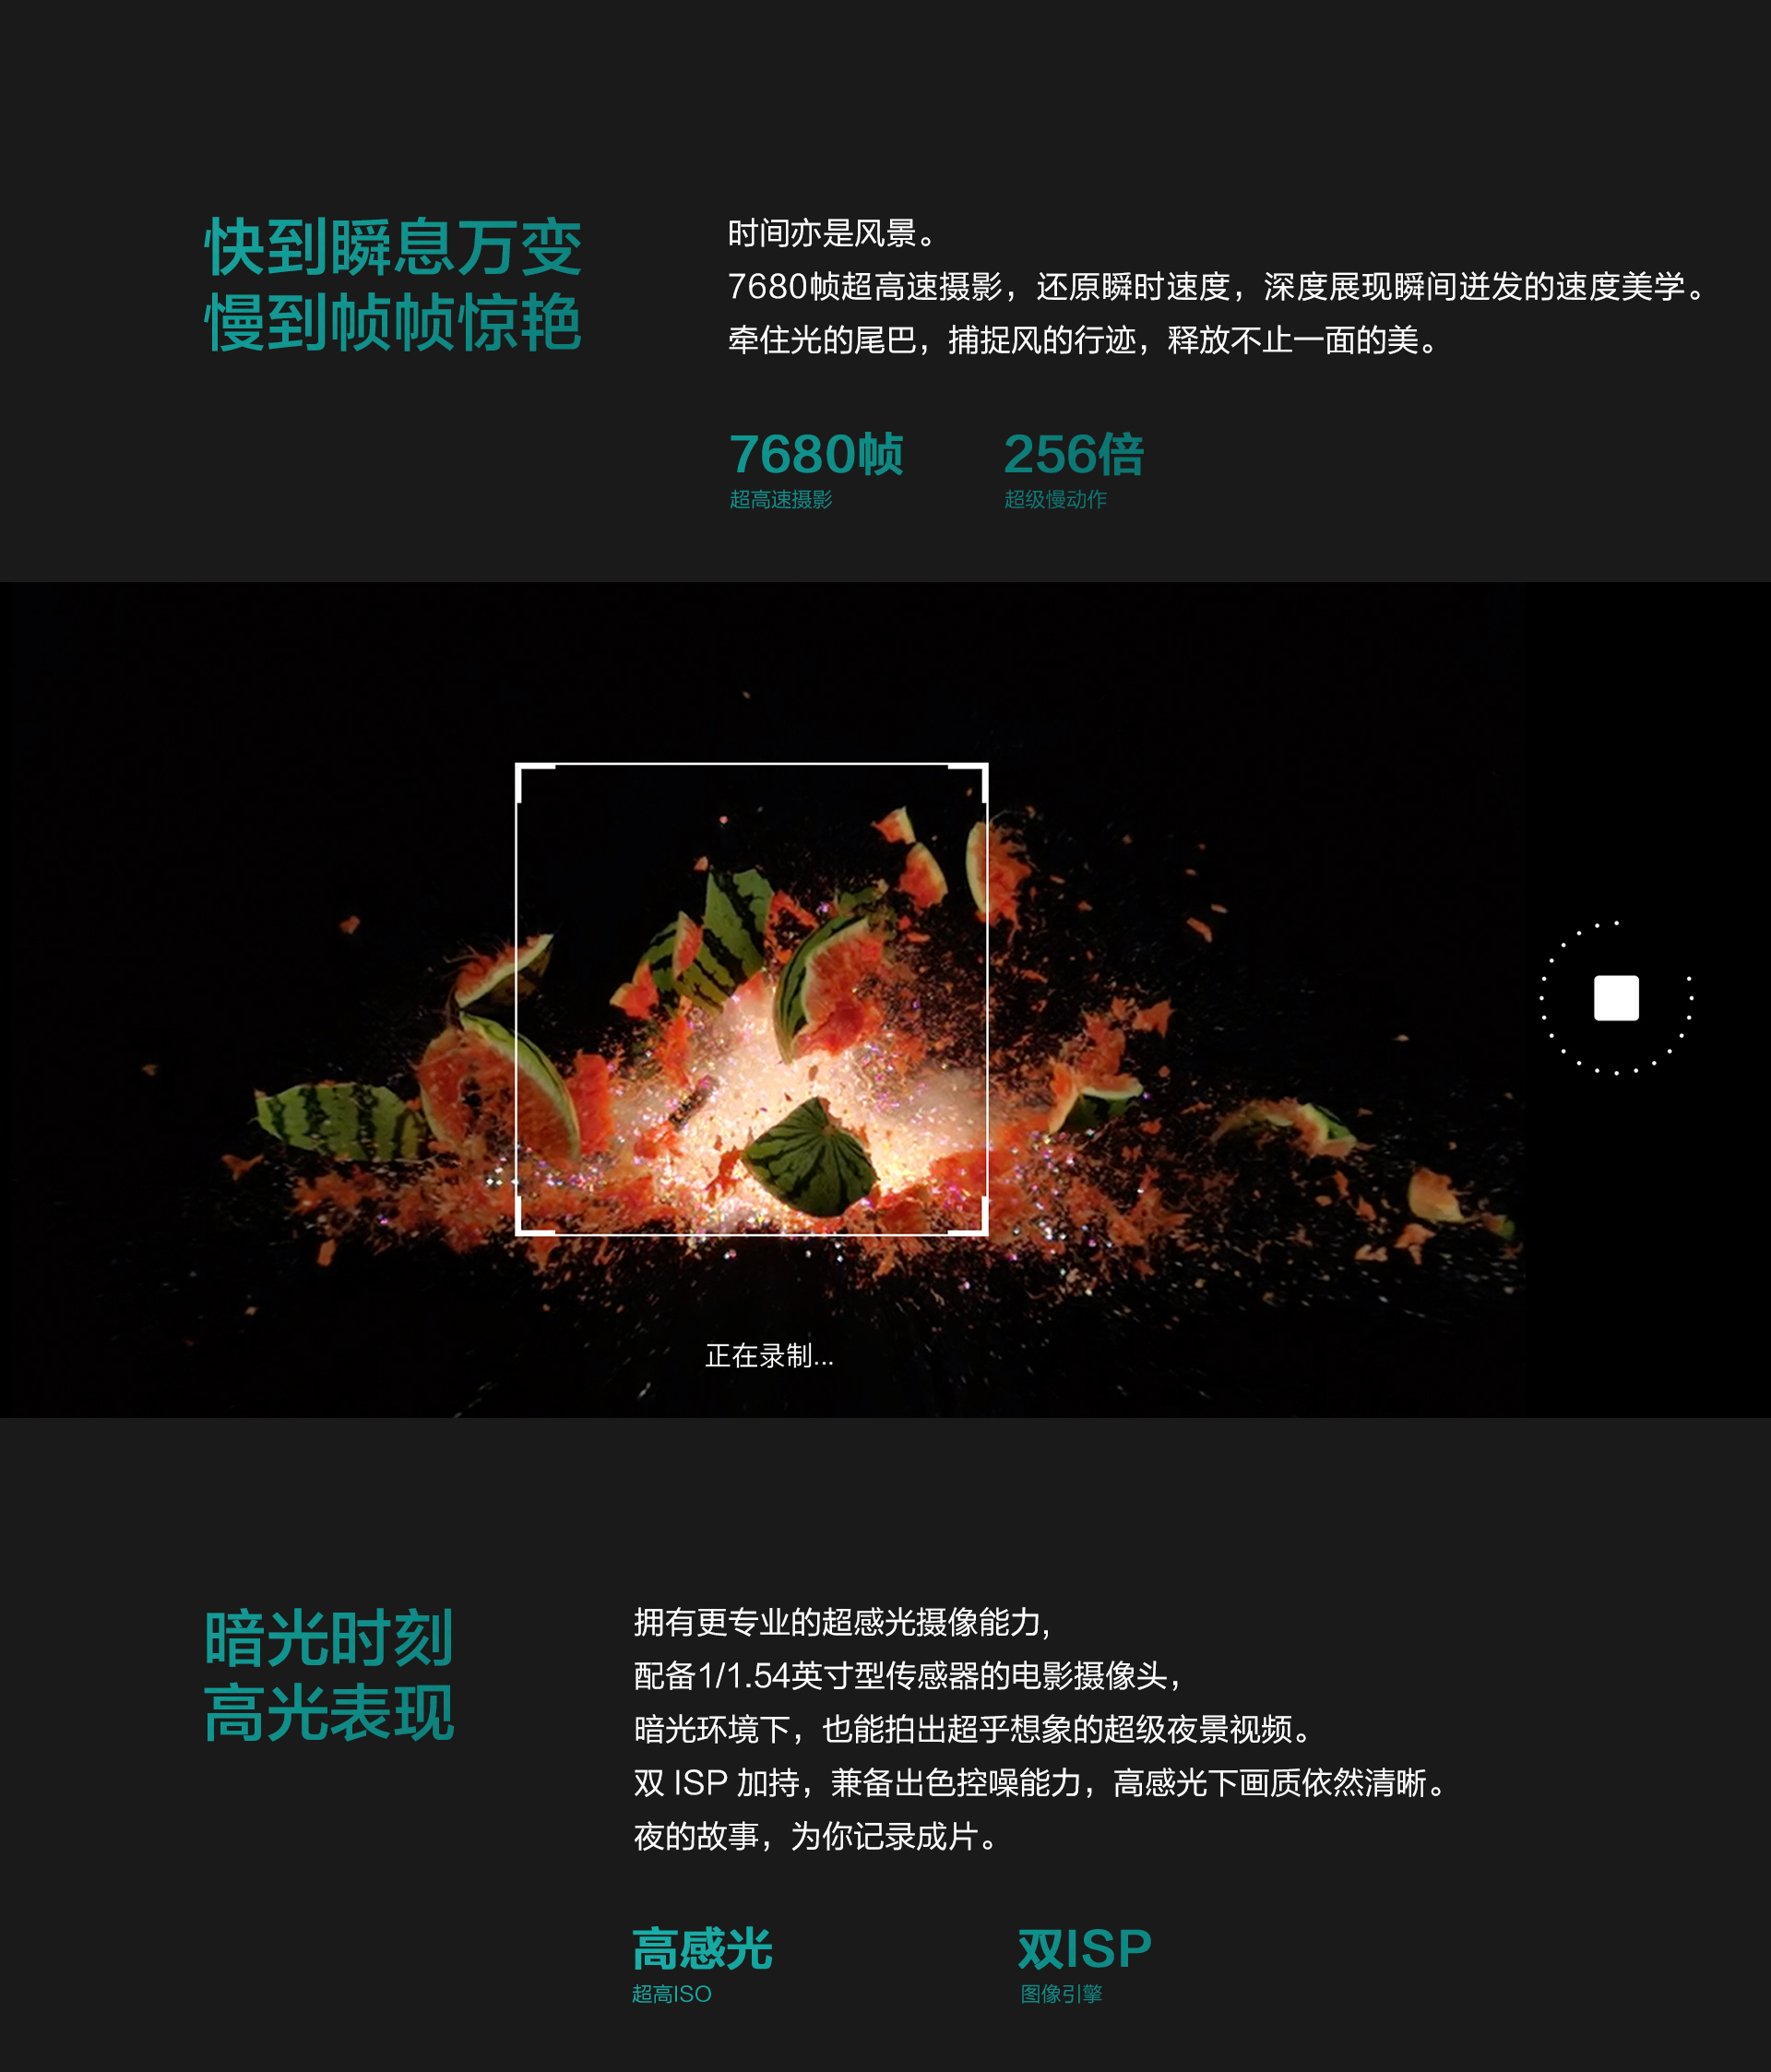 快到瞬息万变
慢到帧帧惊艳
时间亦是风景。
7680帧超高速摄影，还原瞬时速度，深度展现瞬间迸发的速度美学。
牵住光的尾巴，捕捉风的行迹，释放不止一面的美。
7680帧
超高速摄影
256倍
超级慢动作
正在录制...
暗光时刻
高光表现
拥有更专业的超感光摄像能力，
配备1/1.54英寸型传感器的电影摄像头，
暗光环境下，也能拍出超乎想象的超级夜景视频。
双 ISP 加持，兼备出色控噪能力，高感光下画质依然清晰。
夜的故事，为你记录成片。
高感光
超高ISO
双ISP
图像引擎